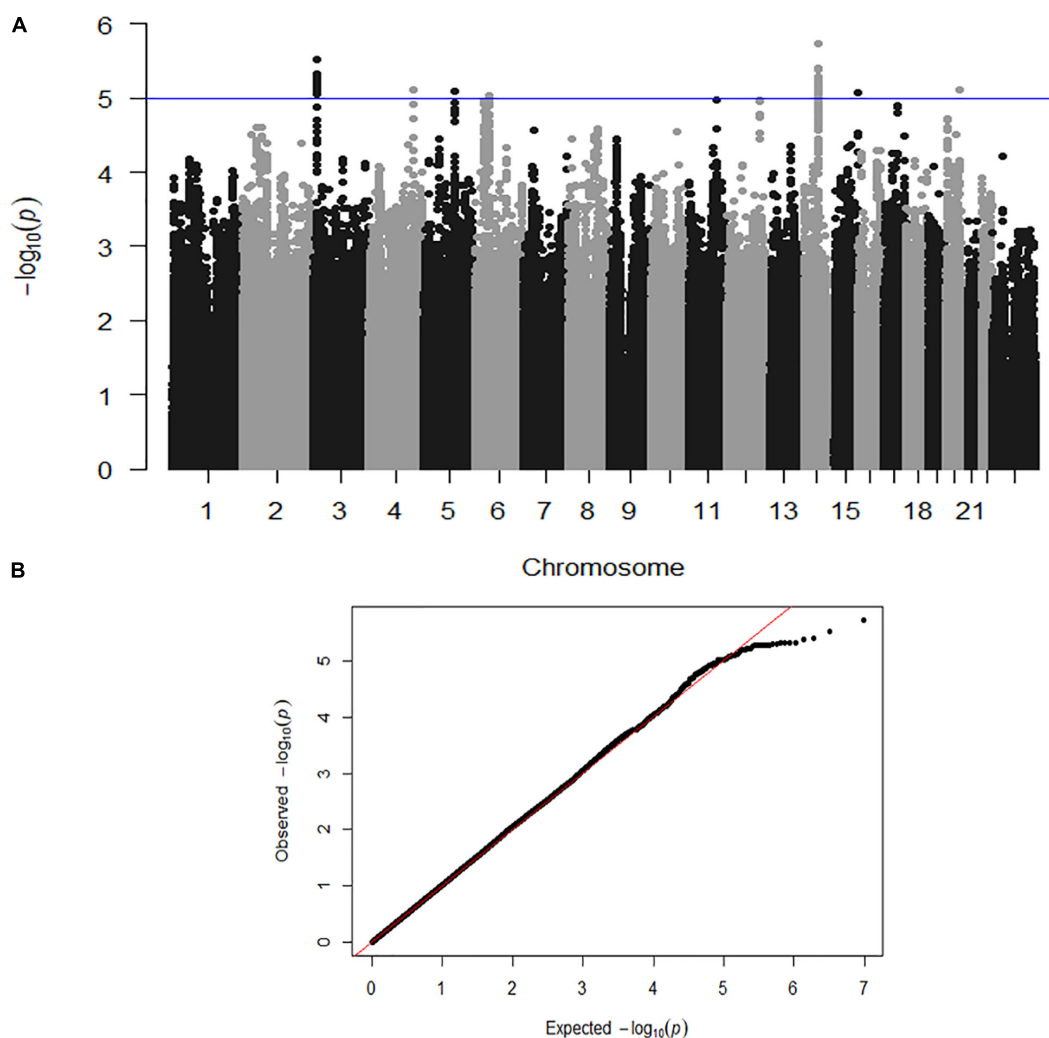 A
6
5
4
3
2
1
0
−log10(p)
1 2 3 4 5 6 7 8 9 11 13 15 18 21
Chromosome
B
5
4
3
2
1
0
Observed −log10(p)
0 1 2 3 4 5 6 7
Expected −log10(p)